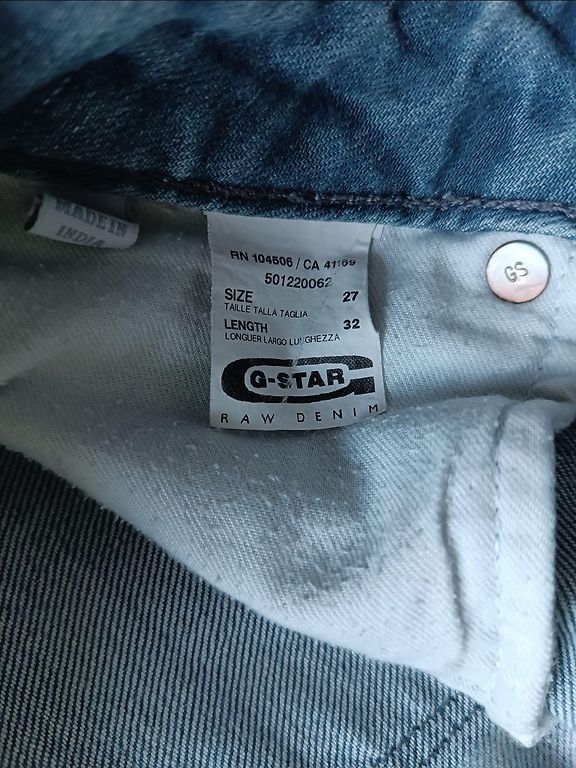 MADE IN
INDIA
RN 104506 / CA 41169
501220062
SIZE 27
TAILLE TALLA TAGLIA
LENGTH 32
LONGUER LARGO LUNGHEZZA
G-STAR
RAW DENIM
GS